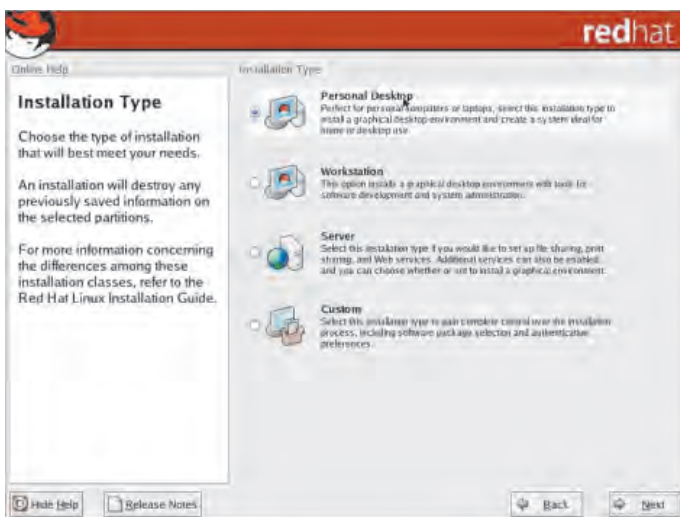 redhat
Online Help
Installation Type
Choose the type of installation
that will best meet your needs.
An installation will destroy any
previously saved information on
the selected partitions.
For more information concerning
the differences among these
installation classes, refer to the
Red Hat Linux Installation Guide.
Installation Type
Personal Desktop
Perfect for personal computers or laptops, select this installation type to
install a graphical desktop environment and create a system ideal for
home or desktop use.
Workstation
This option installs a graphical desktop environment with tools for
software development and system administration.
Server
Select this installation type if you would like to set up file sharing, print
sharing, and Web services. Additional services can also be enabled,
and you can choose whether or not to install a graphical environment.
Custom
Select this installation type to gain complete control over the installation
process, including software package selection and authentication
preferences.
Hide Help
Release Notes
Back
Next